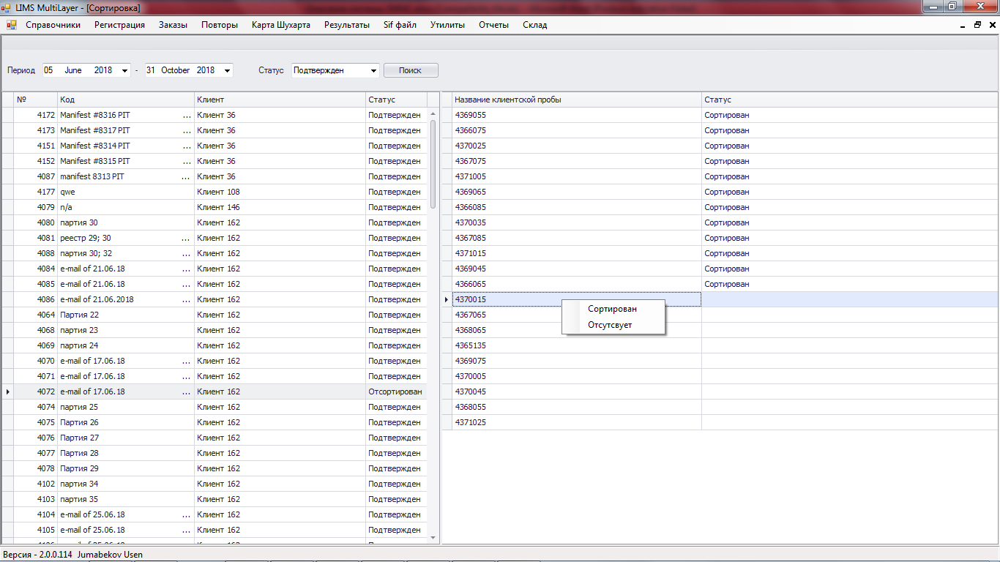 LIMS MultiLayer - [Сортировка]
Справочники Регистрация Заказы Повторы Карта Шухарта Результаты Sif файл Утилиты Отчеты Склад
Период 05 June 2018 - 31 October 2018 Статус Подтвержден Поиск
№ Код Клиент Статус Название клиентской пробы Статус
4172 Manifest #8316 PIT ... Клиент 36 Подтвержден 4369055 Сортирован
4173 Manifest #8317 PIT ... Клиент 36 Подтвержден 4366075 Сортирован
4151 Manifest #8314 PIT ... Клиент 36 Подтвержден 4370025 Сортирован
4152 Manifest #8315 PIT ... Клиент 36 Подтвержден 4367075 Сортирован
4087 manifest 8313 PIT ... Клиент 36 Подтвержден 4371005 Сортирован
4177 qwe Клиент 108 Подтвержден 4369065 Сортирован
4079 n/a Клиент 146 Подтвержден 4366085 Сортирован
4080 партия 30 Клиент 162 Подтвержден 4370035 Сортирован
4081 реестр 29; 30 ... Клиент 162 Подтвержден 4367085 Сортирован
4088 партия 30; 32 ... Клиент 162 Подтвержден 4371015 Сортирован
4084 e-mail of 21.06.18 ... Клиент 162 Подтвержден 4369045 Сортирован
4085 e-mail of 21.06.18 ... Клиент 162 Подтвержден 4366065 Сортирован
4086 e-mail of 21.06.2018 ... Клиент 162 Подтвержден 4370015
Сортирован
4064 Партия 22 Клиент 162 Подтвержден 4367065
Отсутсвует
4068 партия 23 Клиент 162 Подтвержден 4368065
4069 партия 24 Клиент 162 Подтвержден 4365135
4070 e-mail of 17.06.18 ... Клиент 162 Подтвержден 4369075
4071 e-mail of 17.06.18 ... Клиент 162 Подтвержден 4370005
4072 e-mail of 17.06.18 ... Клиент 162 Отсортирован 4370045
4074 партия 25 Клиент 162 Подтвержден 4368055
4075 Партия 26 Клиент 162 Подтвержден 4371025
4076 Партия 27 Клиент 162 Подтвержден
4077 Партия 28 Клиент 162 Подтвержден
4078 Партия 29 Клиент 162 Подтвержден
4102 партия 34 Клиент 162 Подтвержден
4103 партия 35 Клиент 162 Подтвержден
4104 e-mail of 25.06.18 ... Клиент 162 Подтвержден
4105 e-mail of 25.06.18 ... Клиент 162 Подтвержден
Версия - 2.0.0.114 Jumabekov Usen